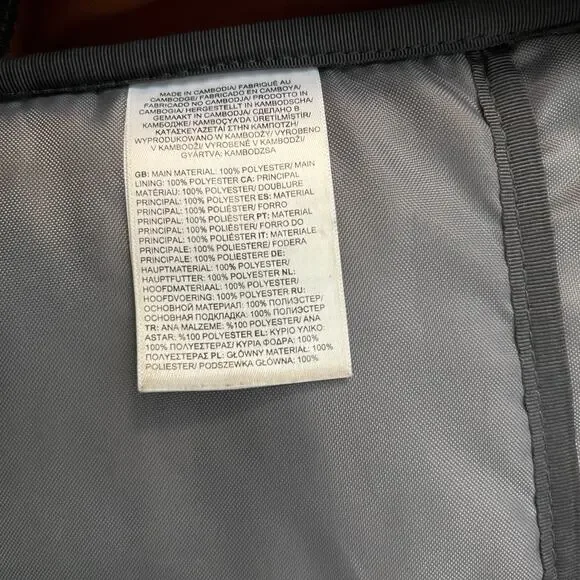 MADE IN CAMBODIA/ FABRIQUÉ AU
CAMBODGE/ FABRICADO EN CAMBOYA/
FABRICADO NO CAMBODJA/ PRODOTTO IN
CAMBOGIA/ HERGESTELLT IN KAMBODSCHA/
GEMAAKT IN CAMBODJA/ СДЕЛАНО В
КАМБОДЖЕ/ KAMBOÇYA'DA ÜRETİLMİŞTİR/
ΚΑΤΑΣΚΕΥΑΖΕΤΑΙ ΣΤΗΝ ΚΑΜΠΟΤΖΗ/
WYPRODUKOWANO W KAMBODŻY/ VYROBENO
V KAMBODŽI/ VYROBENÉ V KAMBODŽI/
GYÁRTVA: KAMBODZSA
GB: MAIN MATERIAL: 100% POLYESTER/ MAIN
LINING: 100% POLYESTER CA: PRINCIPAL
MATÉRIAU: 100% POLYESTER/ DOUBLURE
PRINCIPAL: 100% POLYESTER ES: MATERIAL
PRINCIPAL: 100% POLIÉSTER/ FORRO
PRINCIPAL: 100% POLIÉSTER PT: MATERIAL
PRINCIPAL: 100% POLIÉSTER/ FORRO DO
PRINCIPAL: 100% POLIÉSTER IT: MATERIALE
PRINCIPALE: 100% POLIESTERE/ FODERA
PRINCIPALE: 100% POLIESTERE DE:
HAUPTMATERIAL: 100% POLYESTER/
HAUPTFUTTER: 100% POLYESTER NL:
HOOFDMATERIAAL: 100% POLYESTER/
HOOFDVOERING: 100% POLYESTER RU:
ОСНОВНОЙ МАТЕРИАЛ: 100% ПОЛИЭСТЕР/
ОСНОВНАЯ ПОДКЛАДКА: 100% ПОЛИЭСТЕР
TR: ANA MALZEME: %100 POLYESTER/ ANA
ASTAR: %100 POLYESTER EL: ΚΥΡΙΟ ΥΛΙΚΟ:
100% ΠΟΛΥΕΣΤΕΡΑΣ/ ΚΥΡΙΑ ΦΟΔΡΑ: 100%
ΠΟΛΥΕΣΤΕΡΑΣ PL: GŁÓWNY MATERIAŁ: 100%
POLIESTER/ PODSZEWKA GŁÓWNA: 100%